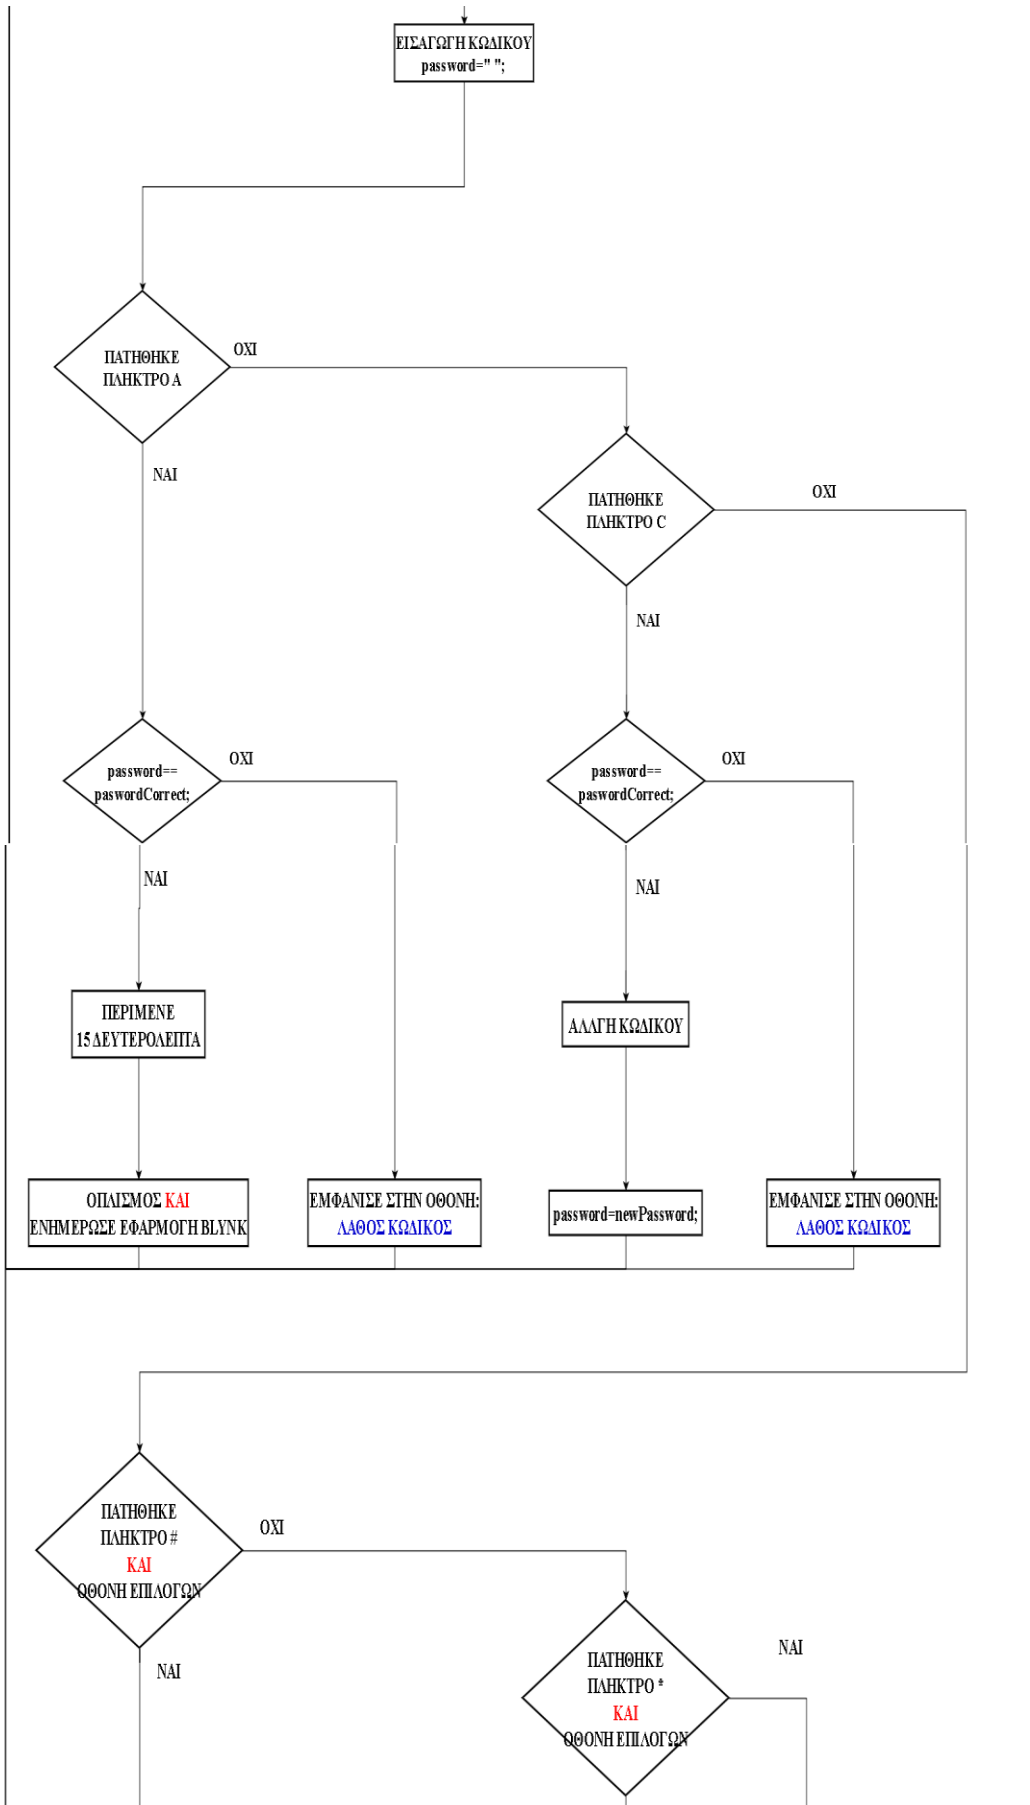 ΕΙΣΑΓΩΓΗ ΚΩΔΙΚΟΥ
password=" ";
ΠΑΤΗΘΗΚΕ
ΠΛΗΚΤΡΟ Α
ΟΧΙ
ΝΑΙ
ΠΑΤΗΘΗΚΕ
ΠΛΗΚΤΡΟ C
ΟΧΙ
ΝΑΙ
password==
paswordCorrect;
ΟΧΙ
ΝΑΙ
password==
paswordCorrect;
ΟΧΙ
ΝΑΙ
ΠΕΡΙΜΕΝΕ
15 ΔΕΥΤΕΡΟΛΕΠΤΑ
ΑΛΛΓΗ ΚΩΔΙΚΟΥ
ΟΠΛΙΣΜΟΣ ΚΑΙ
ΕΝΗΜΕΡΩΣΕ ΕΦΑΡΜΟΓΗ BLYNK
ΕΜΦΑΝΙΣΕ ΣΤΗΝ ΟΘΟΝΗ:
ΛΑΘΟΣ ΚΩΔΙΚΟΣ
password=newPassword;
ΕΜΦΑΝΙΣΕ ΣΤΗΝ ΟΘΟΝΗ:
ΛΑΘΟΣ ΚΩΔΙΚΟΣ
ΠΑΤΗΘΗΚΕ
ΠΛΗΚΤΡΟ #
ΚΑΙ
ΟΘΟΝΗ ΕΠΙΛΟΓΩΝ
ΟΧΙ
ΝΑΙ
ΠΑΤΗΘΗΚΕ
ΠΛΗΚΤΡΟ *
ΚΑΙ
ΟΘΟΝΗ ΕΠΙΛΟΓΩΝ
ΝΑΙ